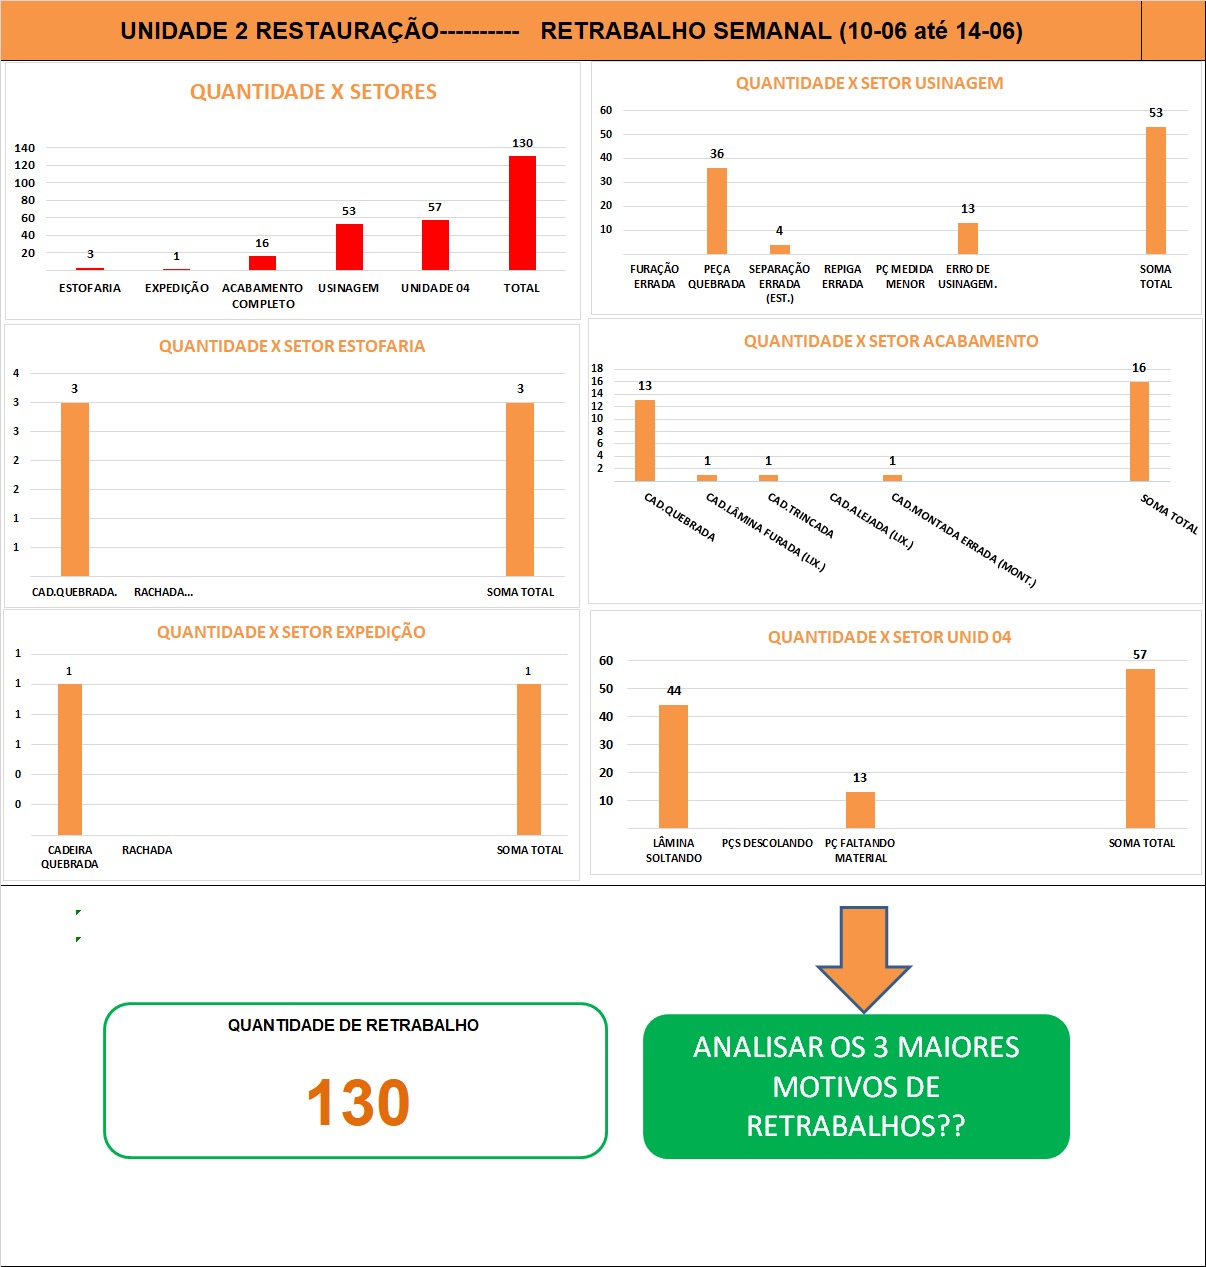 UNIDADE 2 RESTAURAÇÃO---------- RETRABALHO SEMANAL (10-06 até 14-06)
QUANTIDADE X SETORES
140
120
100
80
60
40
20
3
1
16
53
57
130
ESTOFARIA
EXPEDIÇÃO
ACABAMENTO COMPLETO
USINAGEM
UNIDADE 04
TOTAL
QUANTIDADE X SETOR USINAGEM
60
50
40
30
20
10
36
4
13
53
FURAÇÃO ERRADA
PEÇA QUEBRADA
SEPARAÇÃO ERRADA (EST.)
REPIGA ERRADA
PÇ MEDIDA MENOR
ERRO DE USINAGEM.
SOMA TOTAL
QUANTIDADE X SETOR ESTOFARIA
4
3
3
2
2
1
1
3
3
CAD.QUEBRADA.
RACHADA...
SOMA TOTAL
QUANTIDADE X SETOR ACABAMENTO
18
16
14
12
10
8
6
4
2
13
1
1
1
16
CAD.QUEBRADA
CAD.LÂMINA FURADA (LIX.)
CAD.TRINCADA
CAD.ALEJADA (LIX.)
CAD.MONTADA ERRADA (MONT.)
SOMA TOTAL
QUANTIDADE X SETOR EXPEDIÇÃO
1
1
1
1
0
0
1
1
CADEIRA QUEBRADA
RACHADA
SOMA TOTAL
QUANTIDADE X SETOR UNID 04
60
50
40
30
20
10
44
13
57
LÂMINA SOLTANDO
PÇS DESCOLANDO
PÇ FALTANDO MATERIAL
SOMA TOTAL
QUANTIDADE DE RETRABALHO
130
ANALISAR OS 3 MAIORES
MOTIVOS DE
RETRABALHOS??